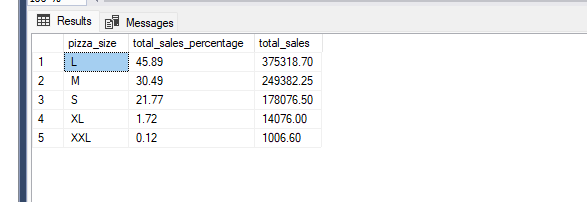 Results Messages
pizza_size total_sales_percentage total_sales
1 L 45.89 375318.70
2 M 30.49 249382.25
3 S 21.77 178076.50
4 XL 1.72 14076.00
5 XXL 0.12 1006.60